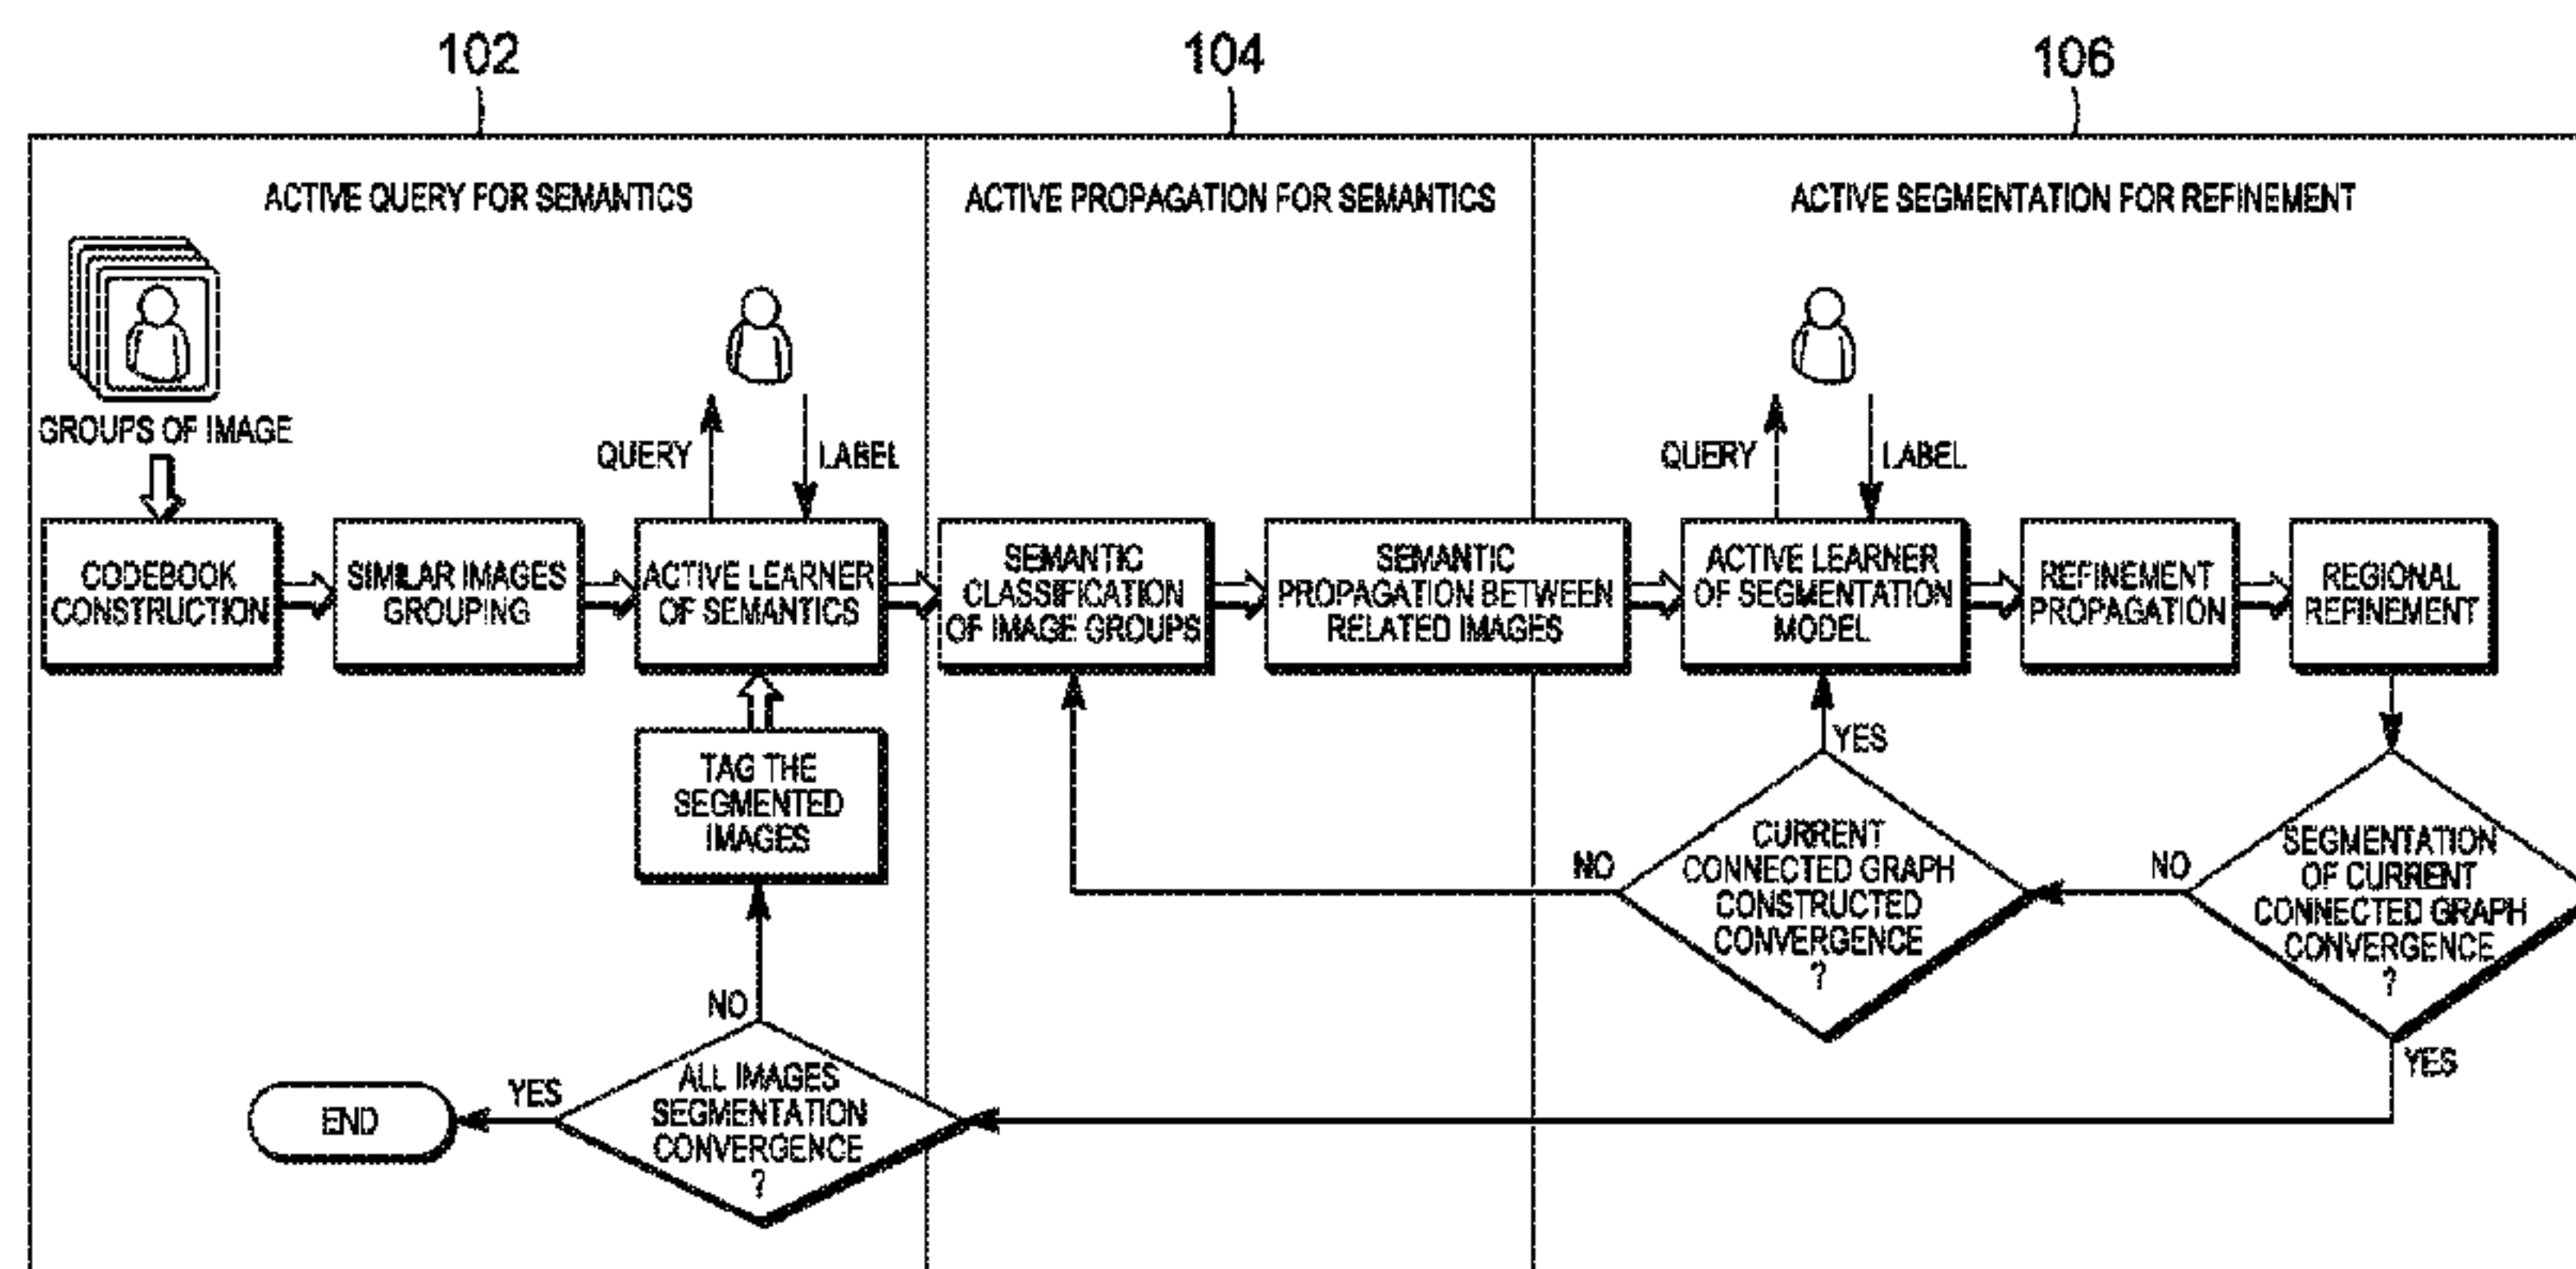 102
104
106
ACTIVE QUERY FOR SEMANTICS
ACTIVE PROPAGATION FOR SEMANTICS
ACTIVE SEGMENTATION FOR REFINEMENT
GROUPS OF IMAGE
QUERY
LABEL
QUERY
LABEL
CODEBOOK
CONSTRUCTION
SIMILAR IMAGES
GROUPING
ACTIVE LEARNER
OF SEMANTICS
SEMANTIC
CLASSIFICATION
OF IMAGE GROUPS
SEMANTIC
PROPAGATION BETWEEN
RELATED IMAGES
ACTIVE LEARNER
OF SEGMENTATION
MODEL
REFINEMENT
PROPAGATION
REGIONAL
REFINEMENT
TAG THE
SEGMENTED
IMAGES
YES
NO
CURRENT
CONNECTED GRAPH
CONSTRUCTED
CONVERGENCE
?
NO
SEGMENTATION
OF CURRENT
CONNECTED GRAPH
CONVERGENCE
?
YES
NO
YES
ALL IMAGES
SEGMENTATION
CONVERGENCE
?
END